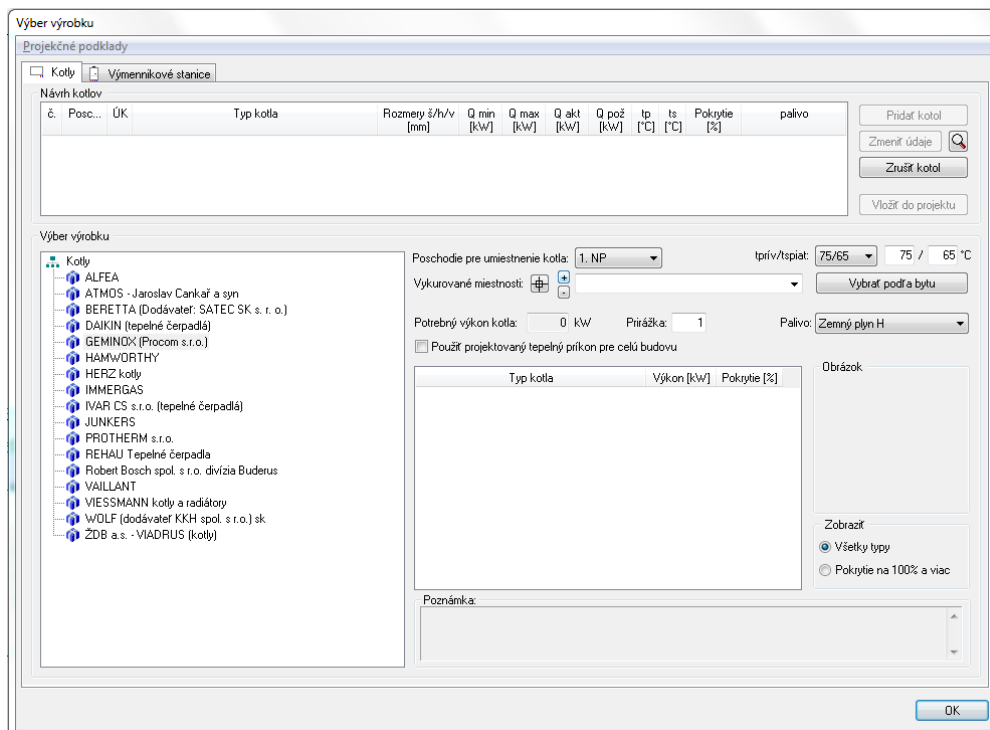 Výber výrobku
Projekčné podklady
Kotly Výmenníkové stanice
Návrh kotlov
č. Posc... ÚK Typ kotla Rozmery š/h/v [mm] Q min [kW] Q max [kW] Q akt [kW] Q pož [kW] tp [°C] ts [°C] Pokrytie [%] palivo
Pridať kotol
Zmeniť údaje
Zrušiť kotol
Vložiť do projektu
Výber výrobku
Kotly
ALFEA
ATMOS - Jaroslav Cankař a syn
BERETTA (Dodávateľ: SATEC SK s. r. o.)
DAIKIN (tepelné čerpadlá)
GEMINOX (Procom s.r.o.)
HAMWORTHY
HERZ kotly
IMMERGAS
IVAR CS s.r.o. (tepelné čerpadlá)
JUNKERS
PROTHERM s.r.o.
REHAU Tepelné čerpadla
Robert Bosch spol. s r.o. divízia Buderus
VAILLANT
VIESSMANN kotly a radiátory
WOLF (dodávateľ KKH spol. s r.o.) sk
ŽDB a.s. - VIADRUS (kotly)
Poschodie pre umiestnenie kotla: 1. NP tprív/tspiat: 75/65 75 / 65 °C
Vykurované miestnosti: + - Vybrať podľa bytu
Potrebný výkon kotla: 0 kW Prirážka: 1 Palivo: Zemný plyn H
Použiť projektovaný tepelný príkon pre celú budovu
Typ kotla Výkon [kW] Pokrytie [%]
Obrázok
Zobraziť
Všetky typy
Pokrytie na 100% a viac
Poznámka:
OK